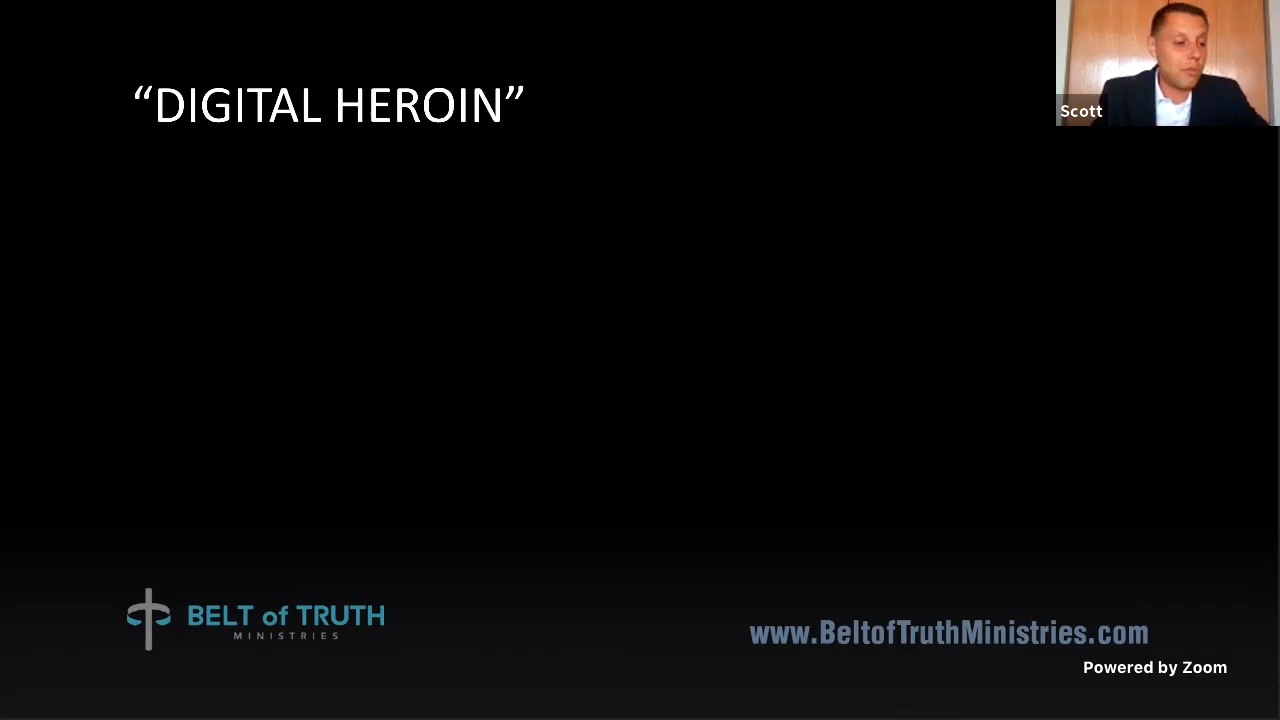 “DIGITAL HEROIN”
Scott
BELT of TRUTH
MINISTRIES
www.BeltofTruthMinistries.com
Powered by Zoom